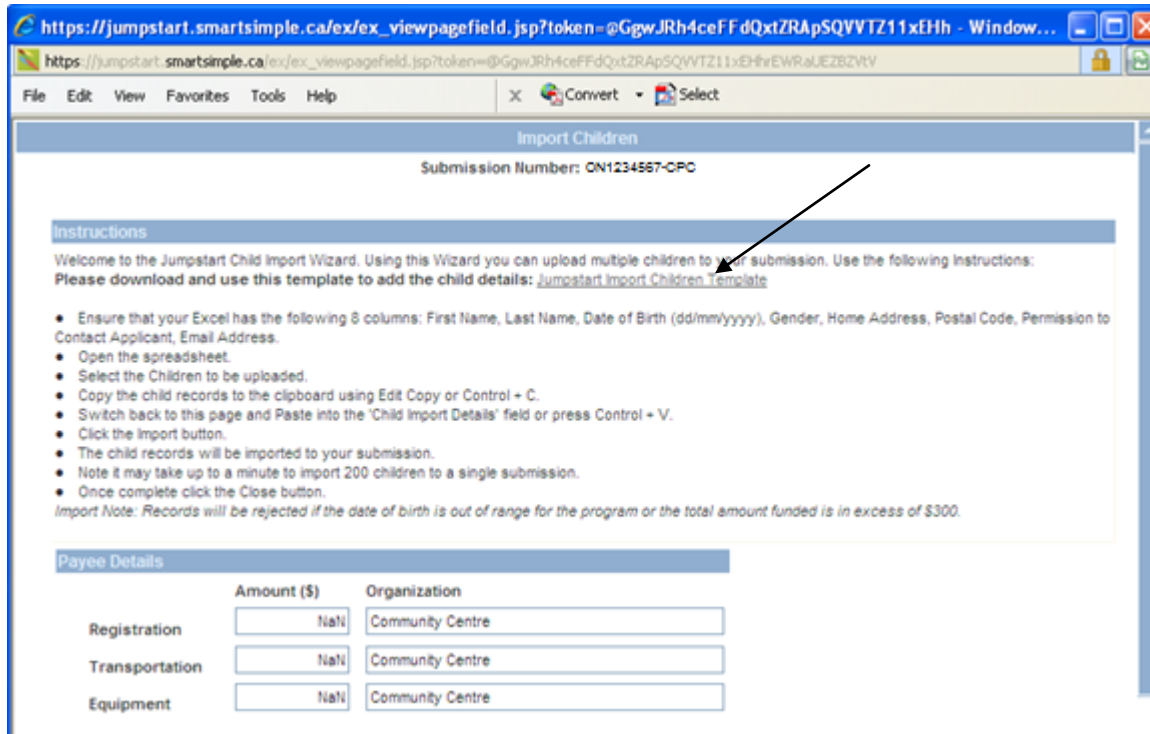 https://jumpstart.smartsimple.ca/ex/ex_viewpagefield.jsp?token=@GgwJRh4ceFFdQxtZRApSQVVTZ11xEHh - Window...
https://jumpstart.smartsimple.ca/ex/ex_viewpagefield.jsp?token=@GgwJRh4ceFFdQxtZRApSQVVTZ11xEHhrEWRaUEZBZVtV
File Edit View Favorites Tools Help x Convert Select
Import Children
Submission Number: ON1234567-CPC
Instructions
Welcome to the Jumpstart Child Import Wizard. Using this Wizard you can upload multiple children to your submission. Use the following Instructions:
Please download and use this template to add the child details: Jumpstart Import Children Template
• Ensure that your Excel has the following 8 columns: First Name, Last Name, Date of Birth (dd/mm/yyyy), Gender, Home Address, Postal Code, Permission to
Contact Applicant, Email Address.
• Open the spreadsheet.
• Select the Children to be uploaded.
• Copy the child records to the clipboard using Edit Copy or Control + C.
• Switch back to this page and Paste into the 'Child Import Details' field or press Control + V.
• Click the Import button.
• The child records will be imported to your submission.
• Note it may take up to a minute to import 200 children to a single submission.
• Once complete click the Close button.
Import Note: Records will be rejected if the date of birth is out of range for the program or the total amount funded is in excess of $300.
Payee Details
Amount ($) Organization
Registration NaN Community Centre
Transportation NaN Community Centre
Equipment NaN Community Centre